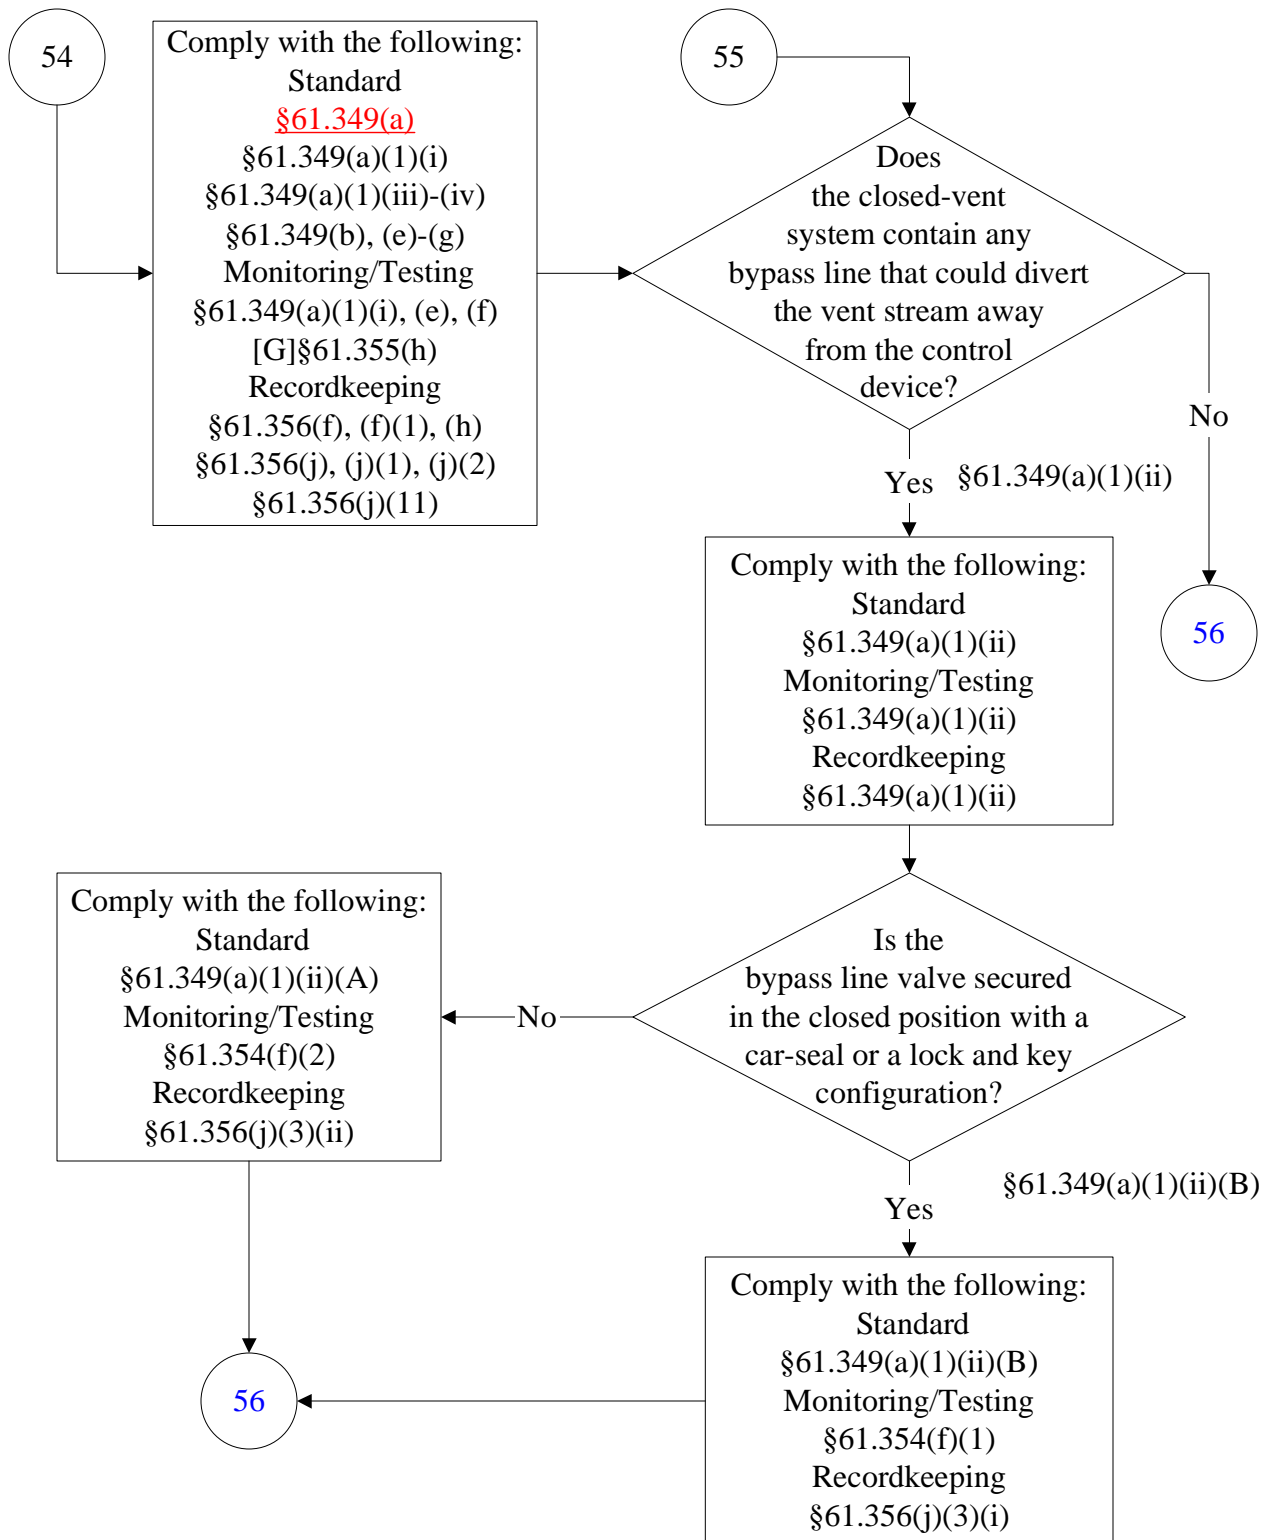 54
Comply with the following:
Standard
§61.349(a)
§61.349(a)(1)(i)
§61.349(a)(1)(iii)-(iv)
§61.349(b), (e)-(g)
Monitoring/Testing
§61.349(a)(1)(i), (e), (f)
[G]§61.355(h)
Recordkeeping
§61.356(f), (f)(1), (h)
§61.356(j), (j)(1), (j)(2)
§61.356(j)(11)
55
Does
the closed-vent
system contain any
bypass line that could divert
the vent stream away
from the control
device?
No
56
Yes
§61.349(a)(1)(ii)
Comply with the following:
Standard
§61.349(a)(1)(ii)
Monitoring/Testing
§61.349(a)(1)(ii)
Recordkeeping
§61.349(a)(1)(ii)
Is the
bypass line valve secured
in the closed position with a
car-seal or a lock and key
configuration?
No
Comply with the following:
Standard
§61.349(a)(1)(ii)(A)
Monitoring/Testing
§61.354(f)(2)
Recordkeeping
§61.356(j)(3)(ii)
Yes
§61.349(a)(1)(ii)(B)
Comply with the following:
Standard
§61.349(a)(1)(ii)(B)
Monitoring/Testing
§61.354(f)(1)
Recordkeeping
§61.356(j)(3)(i)
56